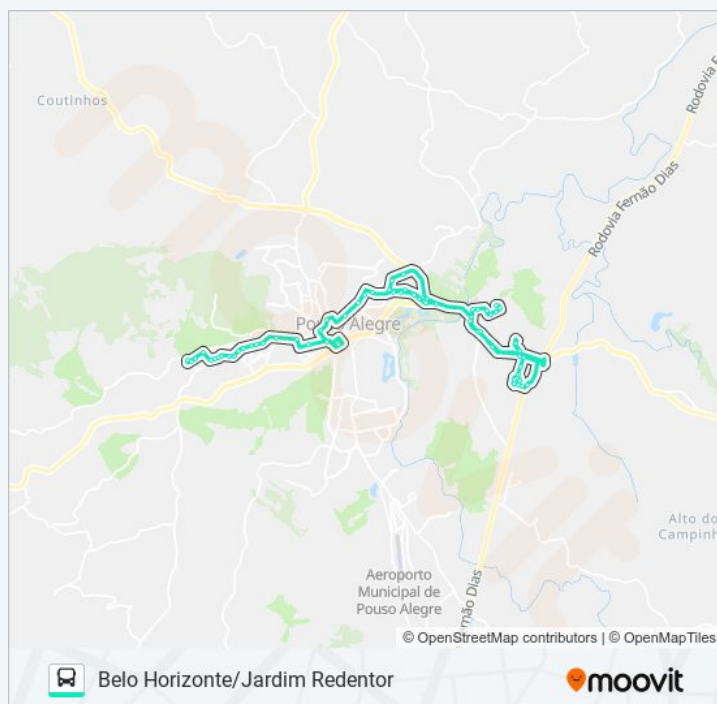 Coutinhos
Rodovia F
Rodovia Fernão Dias
Pouso Alegre
Alto do
Campinh
Aeroporto
Municipal de
Pouso Alegre
rnão Dias
© OpenStreetMap contributors | © OpenMapTiles
Belo Horizonte/Jardim Redentor
moovit